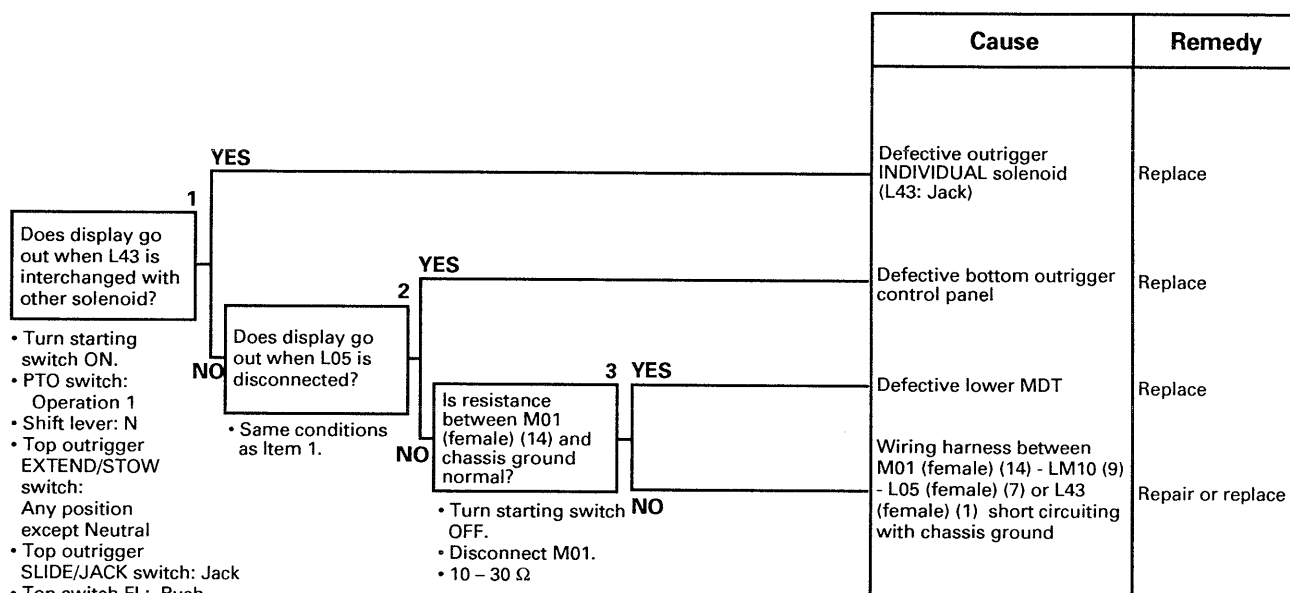 Cause
Remedy
YES
1
Does display go
out when L43 is
interchanged with
other solenoid?
• Turn starting
switch ON.
• PTO switch:
Operation 1
• Shift lever: N
• Top outrigger
EXTEND/STOW
switch:
Any position
except Neutral
• Top outrigger
SLIDE/JACK switch: Jack
Defective outrigger
INDIVIDUAL solenoid
(L43: Jack)
Replace
NO
YES
2
Does display go
out when L05 is
disconnected?
• Same conditions
as Item 1.
Defective bottom outrigger
control panel
Replace
NO
3
YES
Is resistance
between M01
(female) (14) and
chassis ground
normal?
• Turn starting switch
OFF.
• Disconnect M01.
• 10 – 30 Ω
Defective lower MDT
Replace
NO
Wiring harness between
M01 (female) (14) - LM10 (9)
- L05 (female) (7) or L43
(female) (1) short circuiting
with chassis ground
Repair or replace